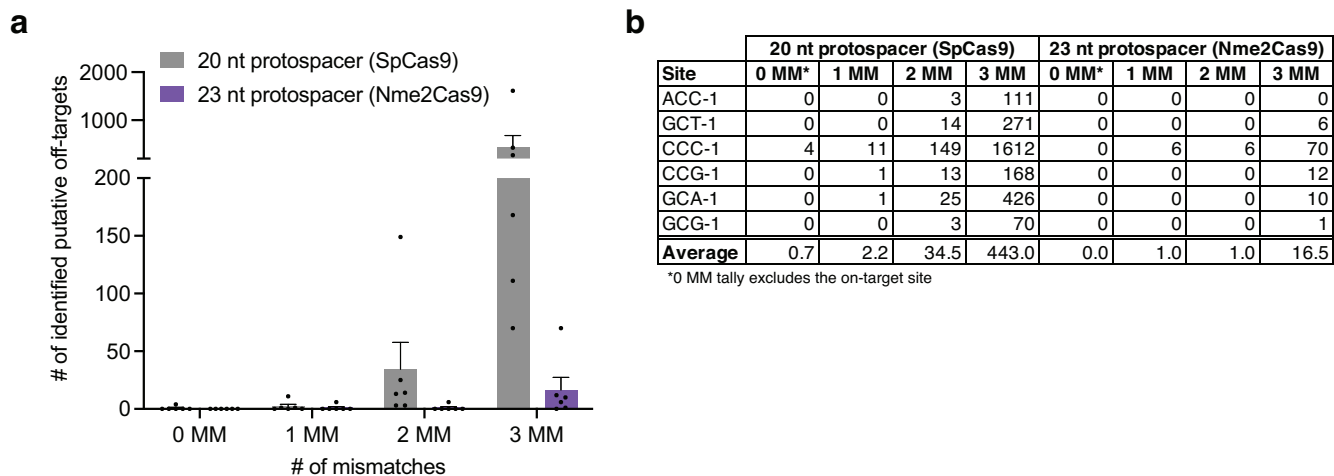 a
20 nt protospacer (SpCas9)
23 nt protospacer (Nme2Cas9)
# of identified putative off-targets
2000
1000
200
150
100
50
0
0 MM 1 MM 2 MM 3 MM
# of mismatches
b
20 nt protospacer (SpCas9) 23 nt protospacer (Nme2Cas9)
Site 0 MM* 1 MM 2 MM 3 MM 0 MM* 1 MM 2 MM 3 MM
ACC-1 0 0 3 111 0 0 0 0
GCT-1 0 0 14 271 0 0 0 6
CCC-1 4 11 149 1612 0 6 6 70
CCG-1 0 1 13 168 0 0 0 12
GCA-1 0 1 25 426 0 0 0 10
GCG-1 0 0 3 70 0 0 0 1
Average 0.7 2.2 34.5 443.0 0.0 1.0 1.0 16.5
*0 MM tally excludes the on-target site